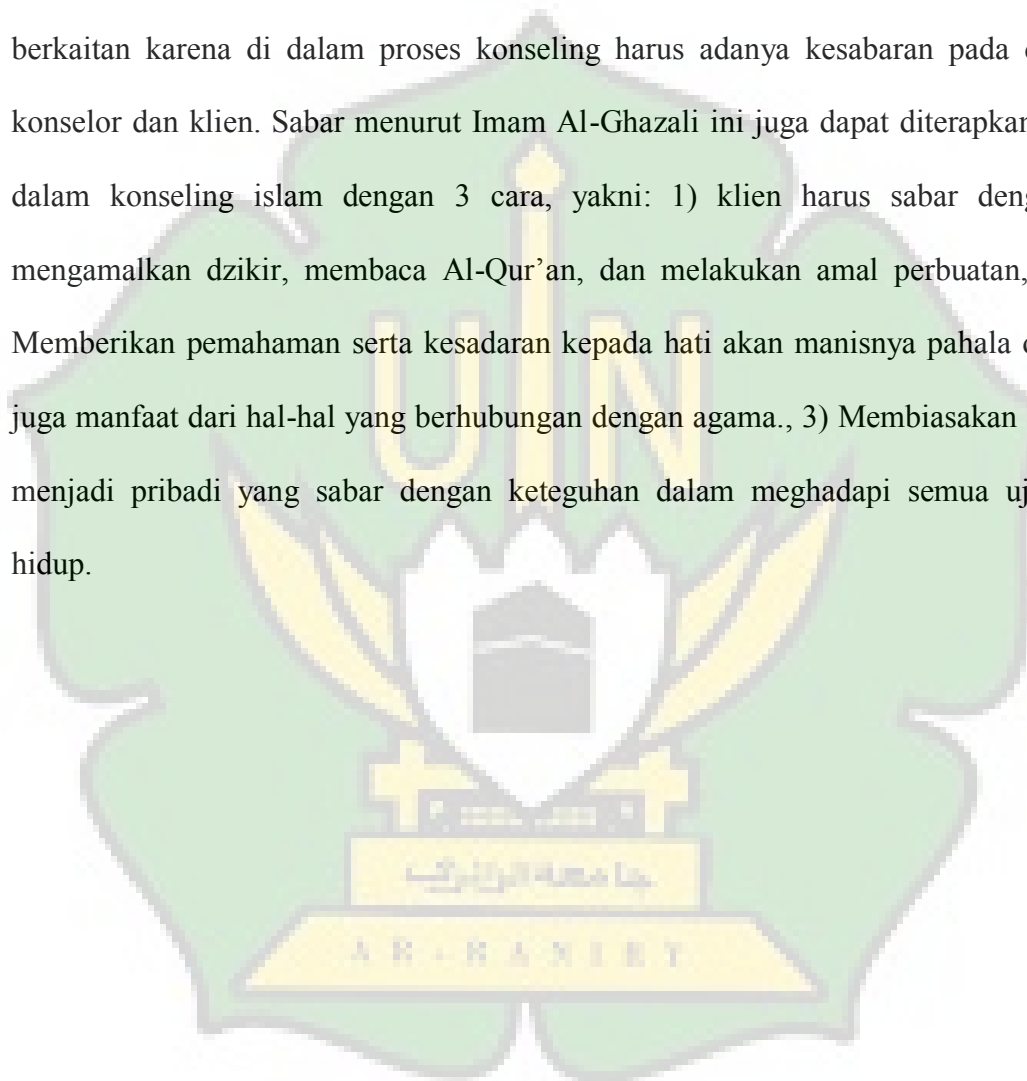 berkaitan karena di dalam proses konseling harus adanya kesabaran pada
konselor dan klien. Sabar menurut Imam Al-Ghazali ini juga dapat diterapkan
dalam konseling islam dengan 3 cara, yakni: 1) klien harus sabar
mengamalkan dzikir, membaca Al-Qur’an, dan melakukan amal perbuatan,
Memberikan pemahaman serta kesadaran kepada hati akan manisnya pahala
juga manfaat dari hal-hal yang berhubungan dengan agama., 3) Membiasakan
menjadi pribadi yang sabar dengan keteguhan dalam meghadapi semua
hidup.
UIN
جامعة الرانيري
AR-RANIRY